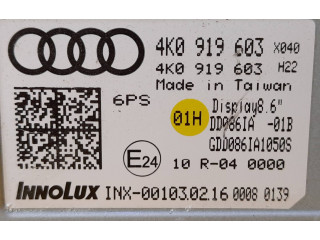 4K0 919 603 X040
4K0 919 603 H22
Made in Taiwan
6PS
01H
Display8.6"
DD086IA -01B
GDD086IA1050S
E24
10 R-04 0000
INNOLUX INX-00103.02.16 0008 0139